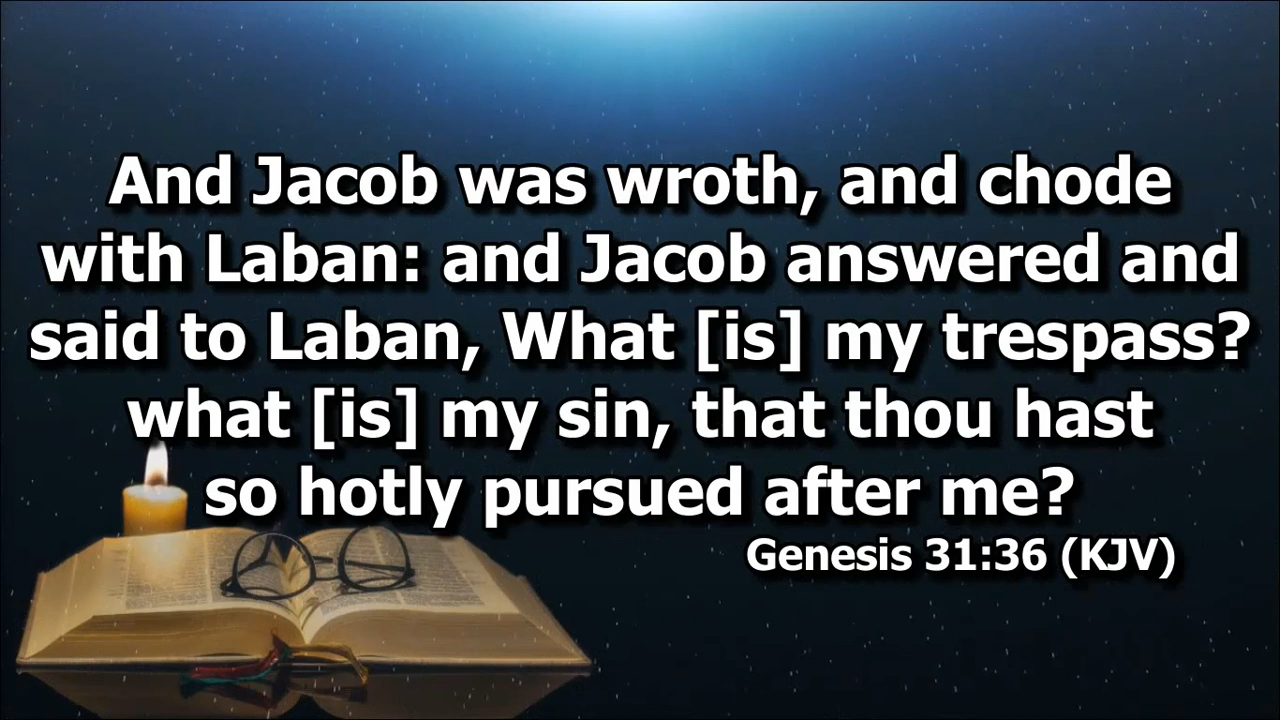 And Jacob was wroth, and chode
with Laban: and Jacob answered and
said to Laban, What [is] my trespass?
what [is] my sin, that thou hast
so hotly pursued after me?
Genesis 31:36 (KJV)